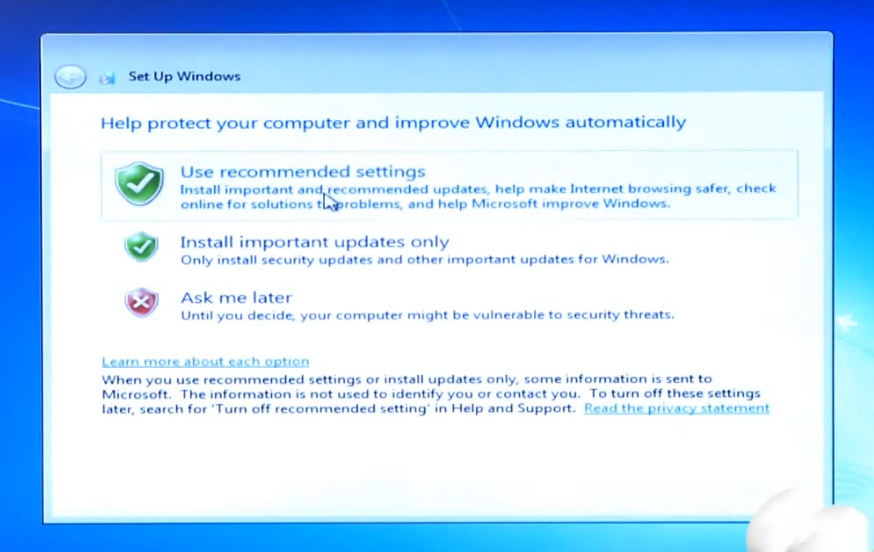 Set Up Windows
Help protect your computer and improve Windows automatically
Use recommended settings
Install important and recommended updates, help make Internet browsing safer, check
online for solutions to problems, and help Microsoft improve Windows.
Install important updates only
Only install security updates and other important updates for Windows.
Ask me later
Until you decide, your computer might be vulnerable to security threats.
Learn more about each option
When you use recommended settings or install updates only, some information is sent to
Microsoft. The information is not used to identify you or contact you. To turn off these settings
later, search for 'Turn off recommended setting' in Help and Support. Read the privacy statement